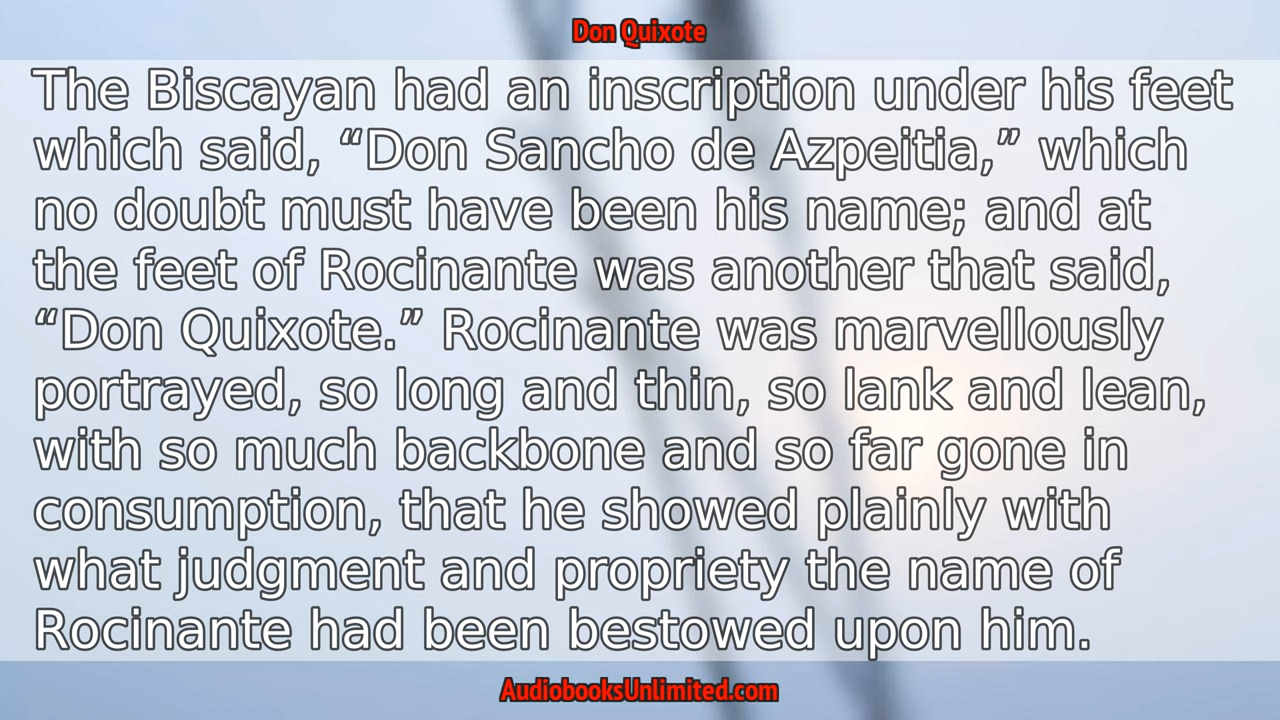 Don Quixote
The Biscayan had an inscription under his feet
which said, “Don Sancho de Azpeitia,” which
no doubt must have been his name; and at
the feet of Rocinante was another that said,
“Don Quixote.” Rocinante was marvellously
portrayed, so long and thin, so lank and lean,
with so much backbone and so far gone in
consumption, that he showed plainly with
what judgment and propriety the name of
Rocinante had been bestowed upon him.
AudiobooksUnlimited.com